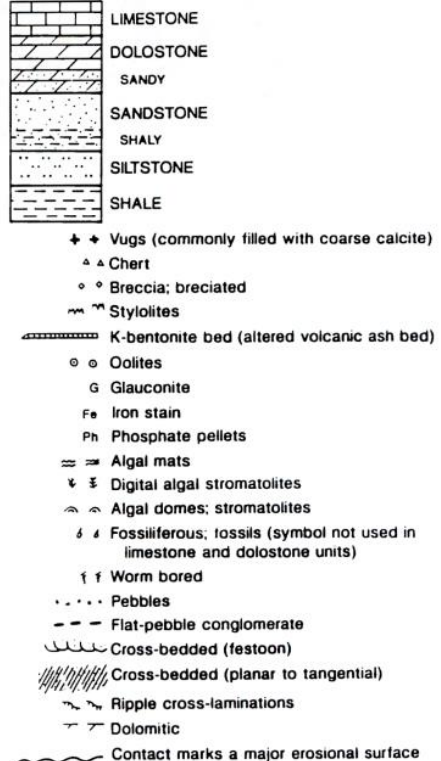 LIMESTONE
DOLOSTONE
SANDY
SANDSTONE
SHALY
SILTSTONE
SHALE
Vugs (commonly filled with coarse calcite)
Chert
Breccia; breciated
Stylolites
K-bentonite bed (altered volcanic ash bed)
Oolites
G Glauconite
Fe Iron stain
Ph Phosphate pellets
Algal mats
Digital algal stromatolites
Algal domes; stromatolites
Fossiliferous; fossils (symbol not used in
limestone and dolostone units)
Worm bored
Pebbles
Flat-pebble conglomerate
Cross-bedded (festoon)
Cross-bedded (planar to tangential)
Ripple cross-laminations
Dolomitic
Contact marks a major erosional surface